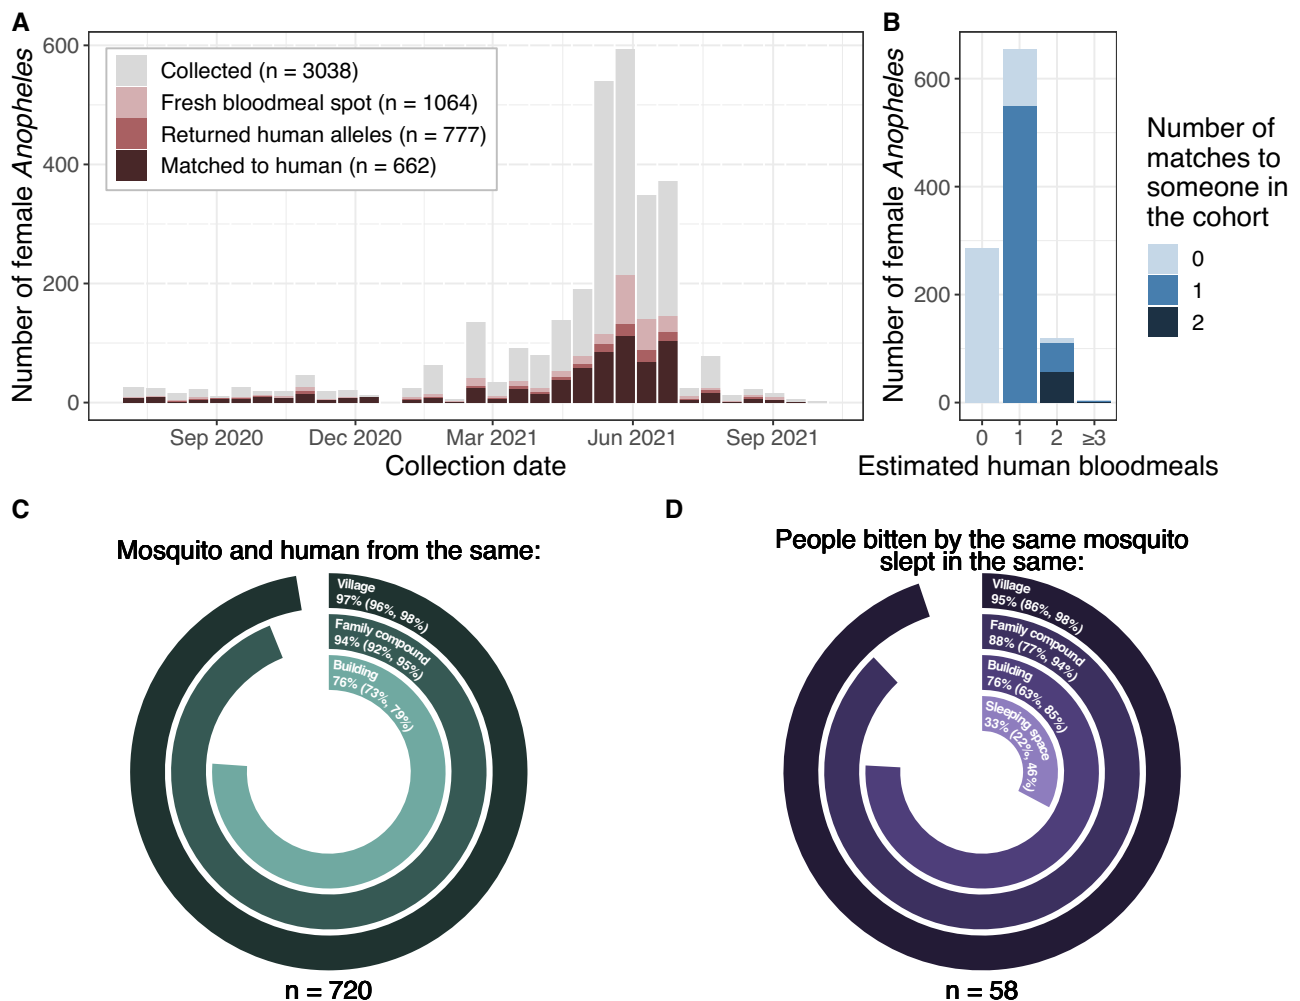 A
Number of female Anopheles
600
400
200
0
Collected (n = 3038)
Fresh bloodmeal spot (n = 1064)
Returned human alleles (n = 777)
Matched to human (n = 662)
Sep 2020
Dec 2020
Mar 2021
Jun 2021
Sep 2021
Collection date
B
Number of female Anopheles
600
400
200
0
0
1
2
≥3
Estimated human bloodmeals
Number of
matches to
someone in
the cohort
0
1
2
C
Mosquito and human from the same:
Village
97% (96%, 98%)
Family compound
94% (92%, 95%)
Building
76% (73%, 79%)
n = 720
D
People bitten by the same mosquito
slept in the same:
Village
95% (86%, 98%)
Family compound
88% (77%, 94%)
Building
76% (63%, 85%)
Sleeping space
33% (22%, 46%)
n = 58